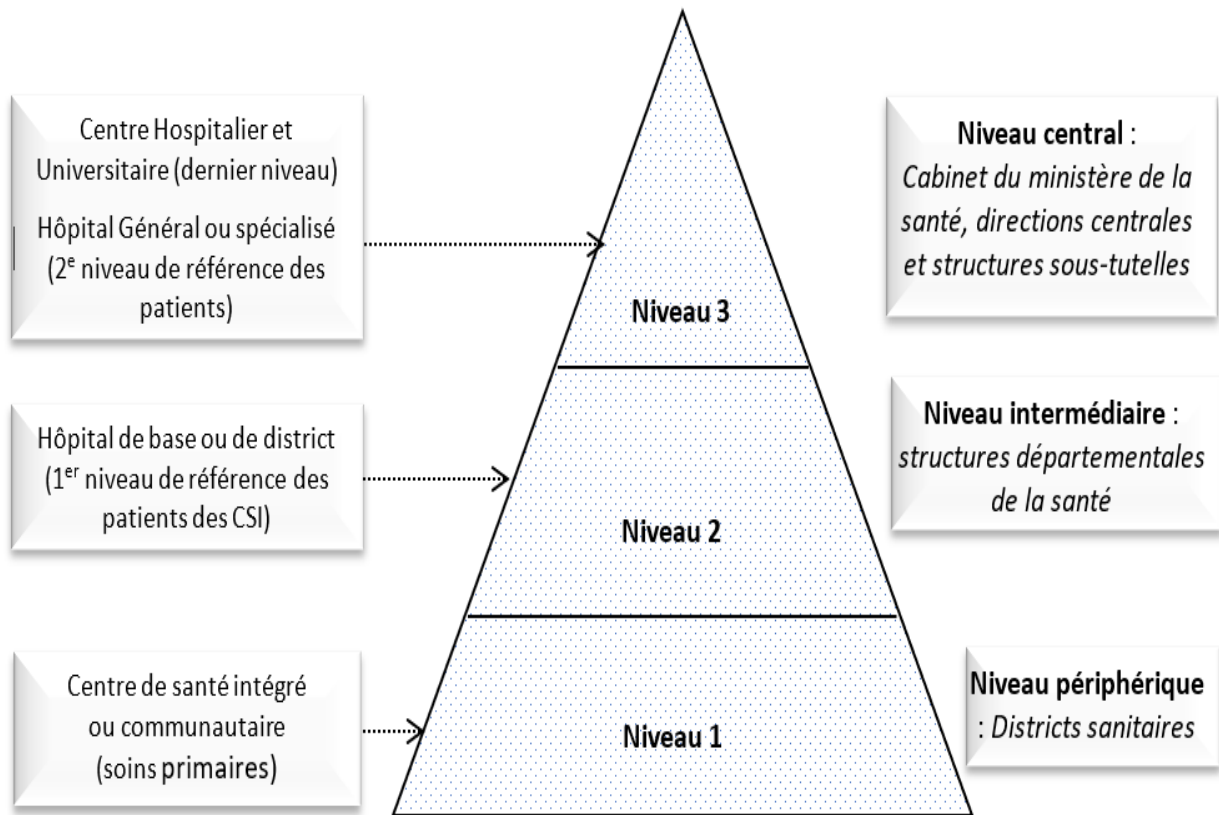 Centre Hospitalier et
Universitaire (dernier niveau)
Hôpital Général ou spécialisé
(2e niveau de référence des
patients)
Hôpital de base ou de district
(1er niveau de référence des
patients des CSI)
Centre de santé intégré
ou communautaire
(soins primaires)
Niveau 3
Niveau 2
Niveau 1
Niveau central :
Cabinet du ministère de la
santé, directions centrales
et structures sous-tutelles
Niveau intermédiaire :
structures départementales
de la santé
Niveau périphérique
: Districts sanitaires